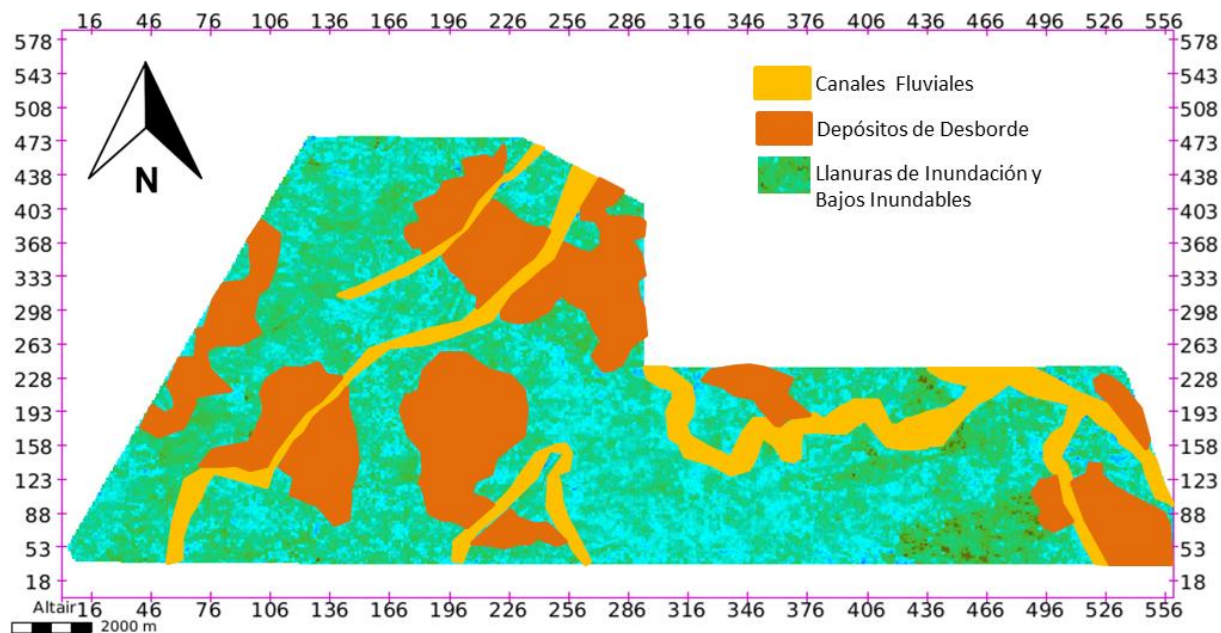 16 46 76 106 136 166 196 226 256 286 316 346 376 406 436 466 496 526 556
578 578
543 543
508 508
473 473
438 438
403 403
368 368
333 333
298 298
263 263
228 228
193 193
158 158
123 123
88 88
53 53
18 18
N
Canales Fluviales
Depósitos de Desborde
Llanuras de Inundación y
Bajos Inundables
Altair 16 46 76 106 136 166 196 226 256 286 316 346 376 406 436 466 496 526 556
2000 m